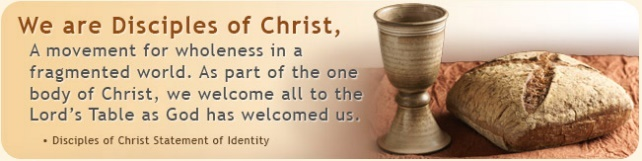 We are Disciples of Christ,
A movement for wholeness in a
fragmented world. As part of the one
body of Christ, we welcome all to the
Lord's Table as God has welcomed us.
• Disciples of Christ Statement of Identity